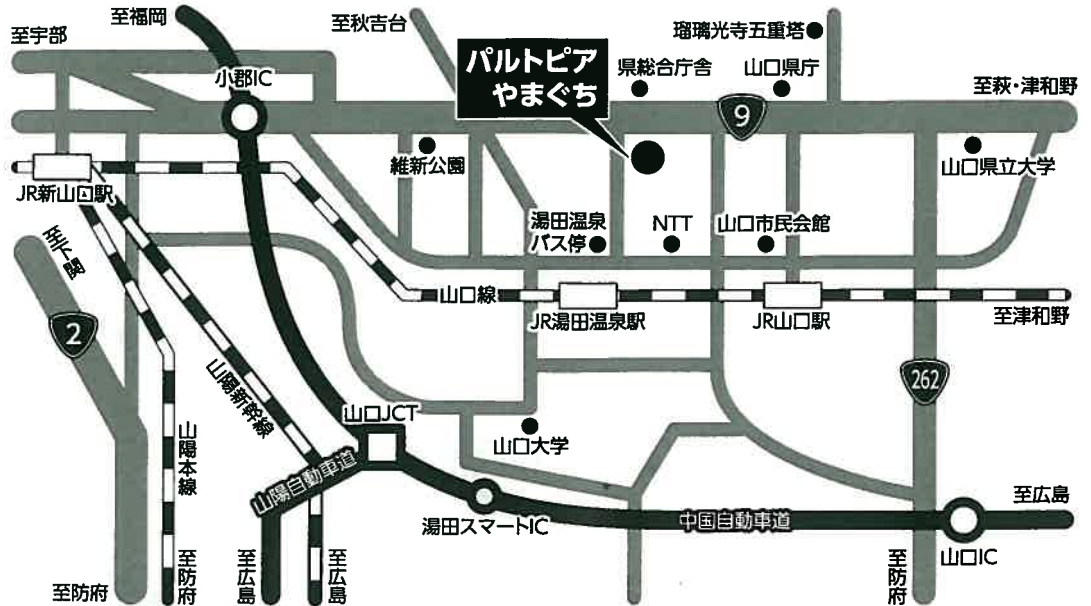 至福岡
至秋吉台
瑠璃光寺五重塔
至宇部
パルトピア
やまぐち
県総合庁舎
山口県庁
小郡IC
至萩・津和野
9
維新公園
山口県立大学
JR新山口駅
湯田温泉
バス停
NTT
山口市民会館
至下関
山口線
JR湯田温泉駅
JR山口駅
至津和野
2
262
山陽新幹線
山口JCT
山陽本線
山口大学
山陽自動車道
湯田スマートIC
中国自動車道
至広島
山口IC
至防府
至防府
至広島
至広島
至防府